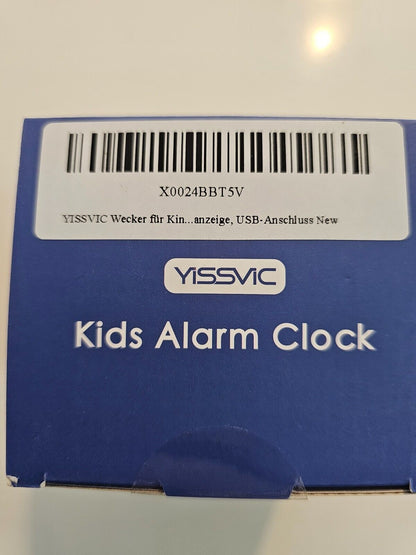 X0024BBT5V
YISSVIC Wecker für Kin...anzeige, USB-Anschluss New
YiSSViC
Kids Alarm Clock